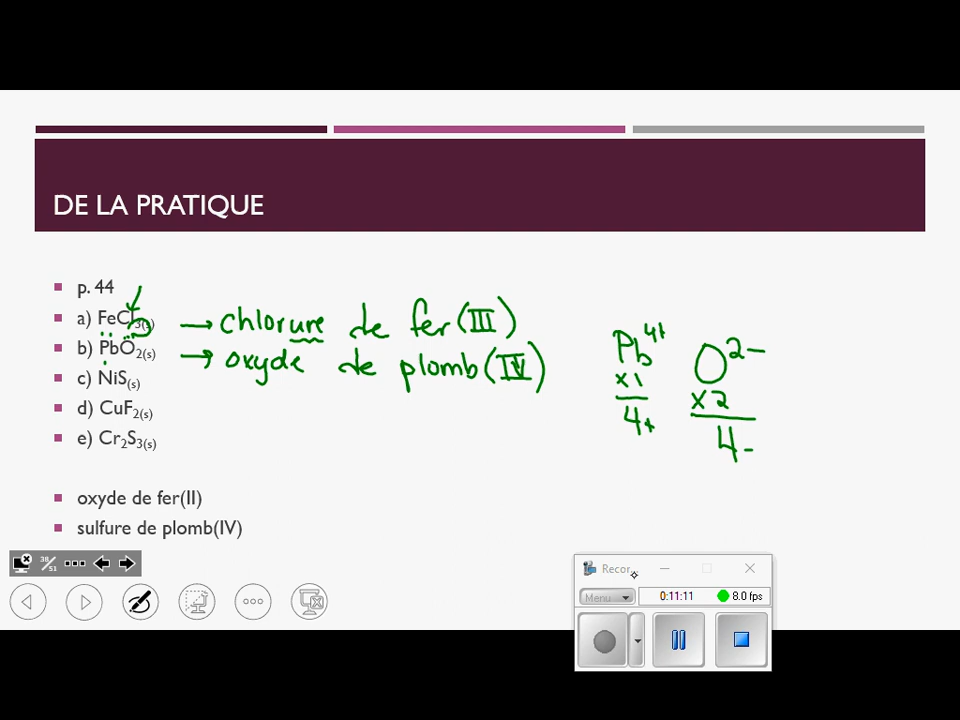 DE LA PRATIQUE
p. 44
a) FeCl3(s) → chlorure de fer (III)
b) PbO2(s) → oxyde de plomb (IV)
c) NiS(s)
d) CuF2(s)
e) Cr2S3(s)
oxyde de fer(II)
sulfure de plomb(IV)
Pb4+ O2-
x1 x2
4+ 4-
38/51
Recor...
Menu
0:11:11 8.0 fps